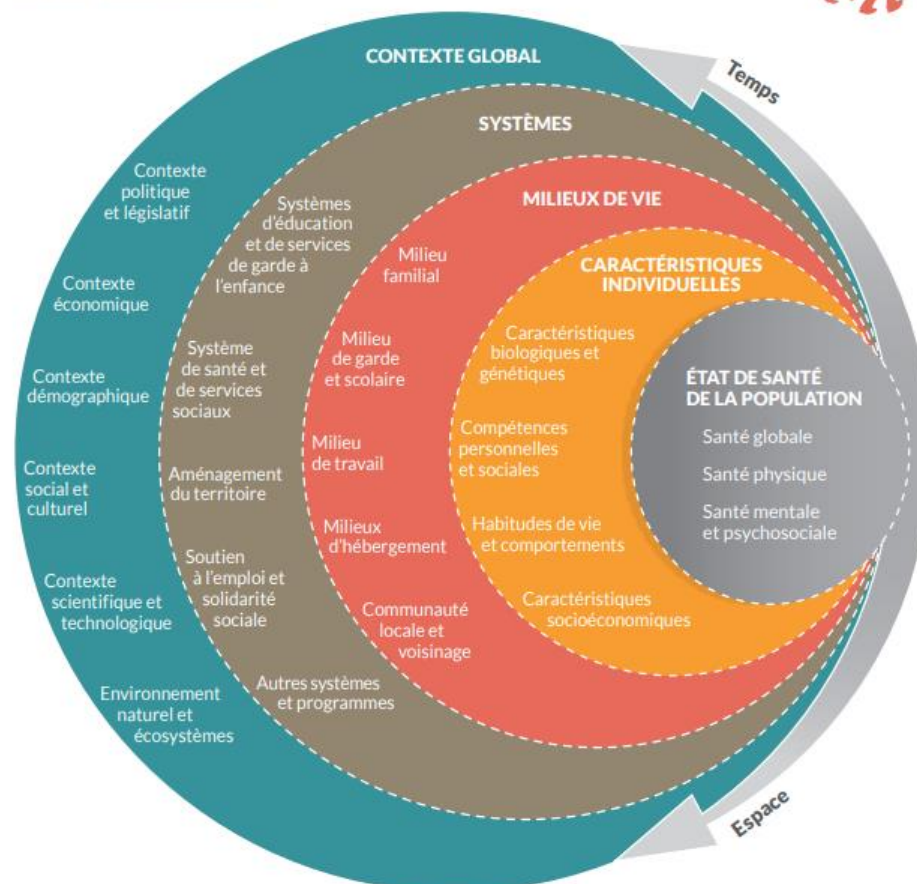 CONTEXTE GLOBAL
Temps
SYSTÈMES
MILIEUX DE VIE
CARACTÉRISTIQUES
INDIVIDUELLES
ÉTAT DE SANTÉ
DE LA POPULATION
Santé globale
Santé physique
Santé mentale
et psychosociale
Contexte
politique
et législatif
Contexte
économique
Contexte
démographique
Contexte
social et
culturel
Contexte
scientifique et
technologique
Environnement
naturel et
écosystèmes
Systèmes
d'éducation
et de services
de garde à
l'enfance
Système
de santé et
de services
sociaux
Aménagement
du territoire
Soutien
à l'emploi et
solidarité
sociale
Autres systèmes
et programmes
Milieu
familial
Milieu
de garde
et scolaire
Milieu
de travail
Milieux
d'hébergement
Communauté
locale et
voisinage
Caractéristiques
biologiques et
génétiques
Compétences
personnelles
et sociales
Habitudes de vie
et comportements
Caractéristiques
socioéconomiques
Espace